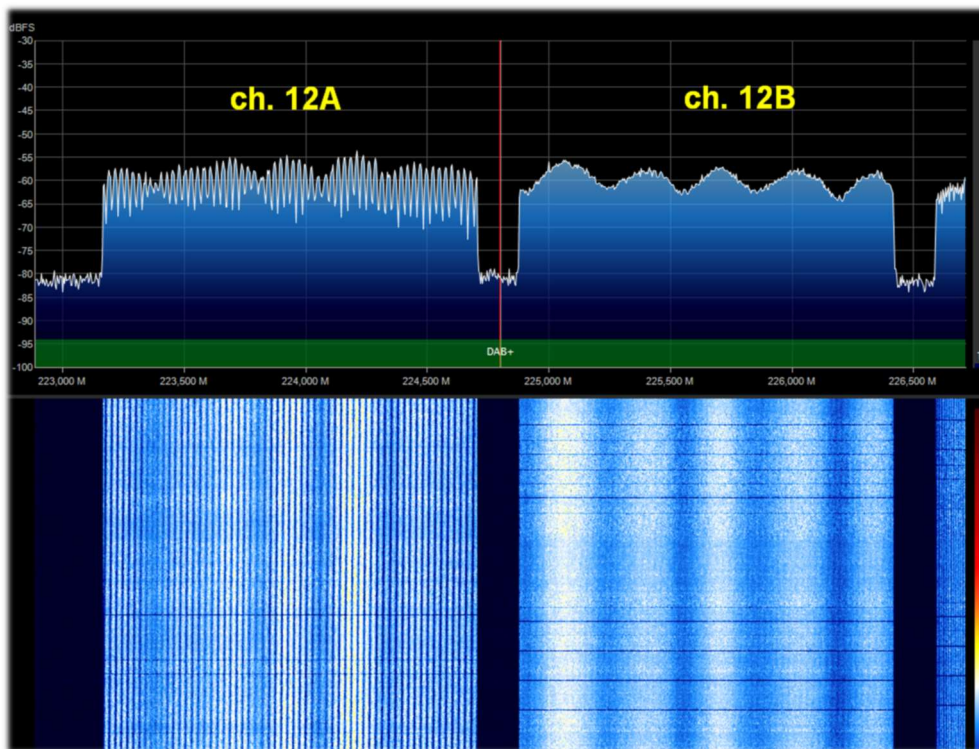 dBFS
-30
-35
-40
-45
-50
-55
-60
-65
-70
-75
-80
-85
-90
-95
-100
ch. 12A
ch. 12B
DAB+
223,000 M
223,500 M
224,000 M
224,500 M
225,000 M
225,500 M
226,000 M
226,500 M